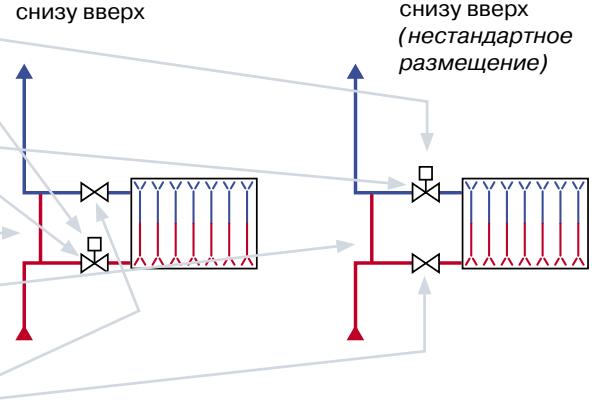 снизу вверх
снизу вверх
(нестандартное
размещение)